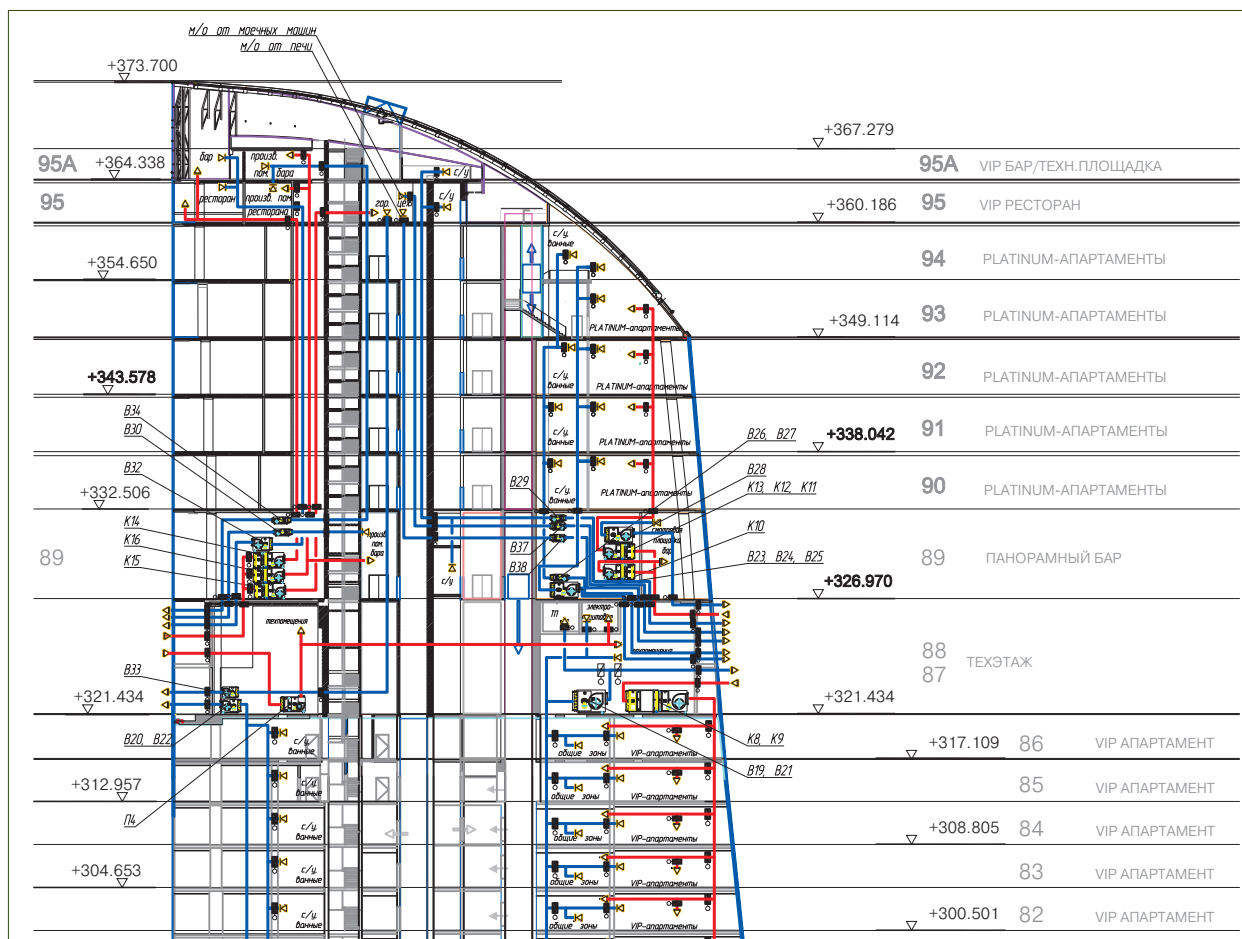 м/о от моечных машин
м/о от печи
+373.700
+367.279
95А
+364.338
бар
произв.
пом.
бара
с/у
95А
VIP БАР/ТЕХН.ПЛОЩАДКА
95
ресторан
произв. пом.
ресторана
гор. цех
с/у
+360.186
95
VIP РЕСТОРАН
с/у,
ванные
94
PLATINUM-АПАРТАМЕНТЫ
+354.650
93
PLATINUM-АПАРТАМЕНТЫ
+349.114
PLATINUM-апартаменты
+343.578
с/у,
ванные
PLATINUM-апартаменты
92
PLATINUM-АПАРТАМЕНТЫ
В34
В30
В26, В27
+338.042
91
PLATINUM-АПАРТАМЕНТЫ
с/у,
ванные
PLATINUM-апартаменты
В32
В28
+332.506
В29
с/у,
ванные
PLATINUM-апартаменты
К13, К12, К11
90
PLATINUM-АПАРТАМЕНТЫ
К14
К10
К16
произв.
пом.
бара
бар
89
В37
В23, В24, В25
89
ПАНОРАМНЫЙ БАР
К15
с/у
В38
+326.970
техпомещения
ТП
88
87
ТЕХЭТАЖ
В33
+321.434
+321.434
В20, В22
с/у,
ванные
общие зоны
VIP-апартаменты
К8, К9
+317.109
86
VIP АПАРТАМЕНТ
В19, В21
+312.957
с/у,
ванные
общие зоны
VIP-апартаменты
85
VIP АПАРТАМЕНТ
П4
с/у,
ванные
общие зоны
VIP-апартаменты
+308.805
84
VIP АПАРТАМЕНТ
+304.653
с/у,
ванные
общие зоны
VIP-апартаменты
83
VIP АПАРТАМЕНТ
с/у,
ванные
общие зоны
VIP-апартаменты
+300.501
82
VIP АПАРТАМЕНТ